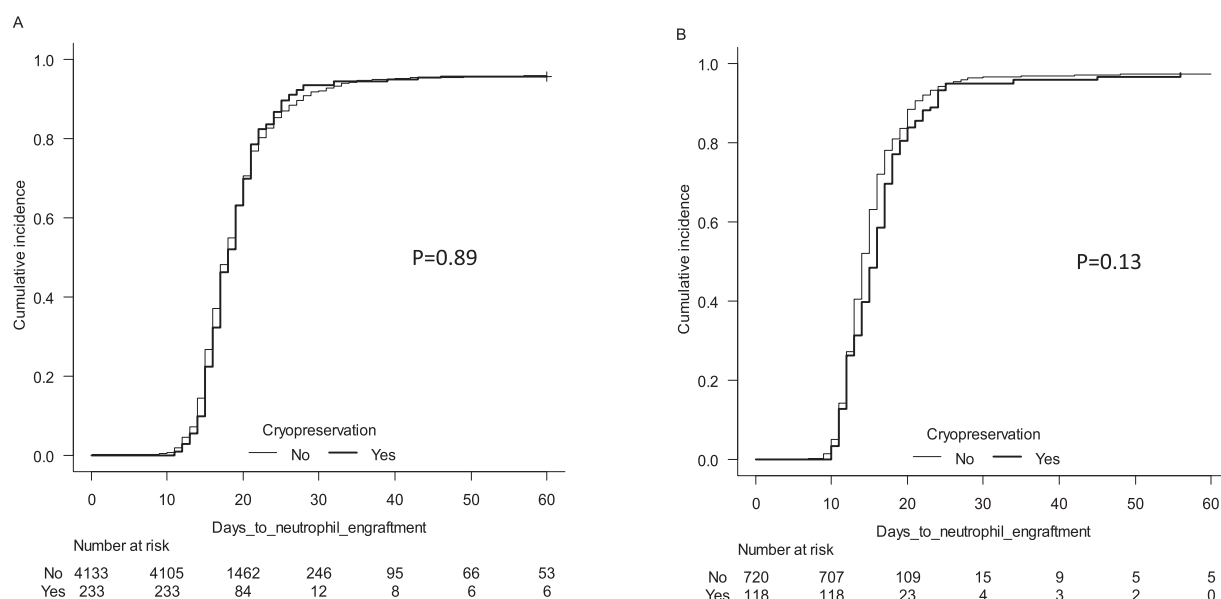 A
1.0
0.8
0.6
0.4
0.2
0.0
Cumulative incidence
P=0.89
Cryopreservation
No Yes
0 10 20 30 40 50 60
Days_to_neutrophil_engraftment
Number at risk
No 4133 4105 1462 246 95 66 53
Yes 233 233 84 12 8 6 6
B
1.0
0.8
0.6
0.4
0.2
0.0
Cumulative incidence
P=0.13
Cryopreservation
No Yes
0 10 20 30 40 50 60
Days_to_neutrophil_engraftment
Number at risk
No 720 707 109 15 9 5 5
Yes 118 118 23 4 3 2 0